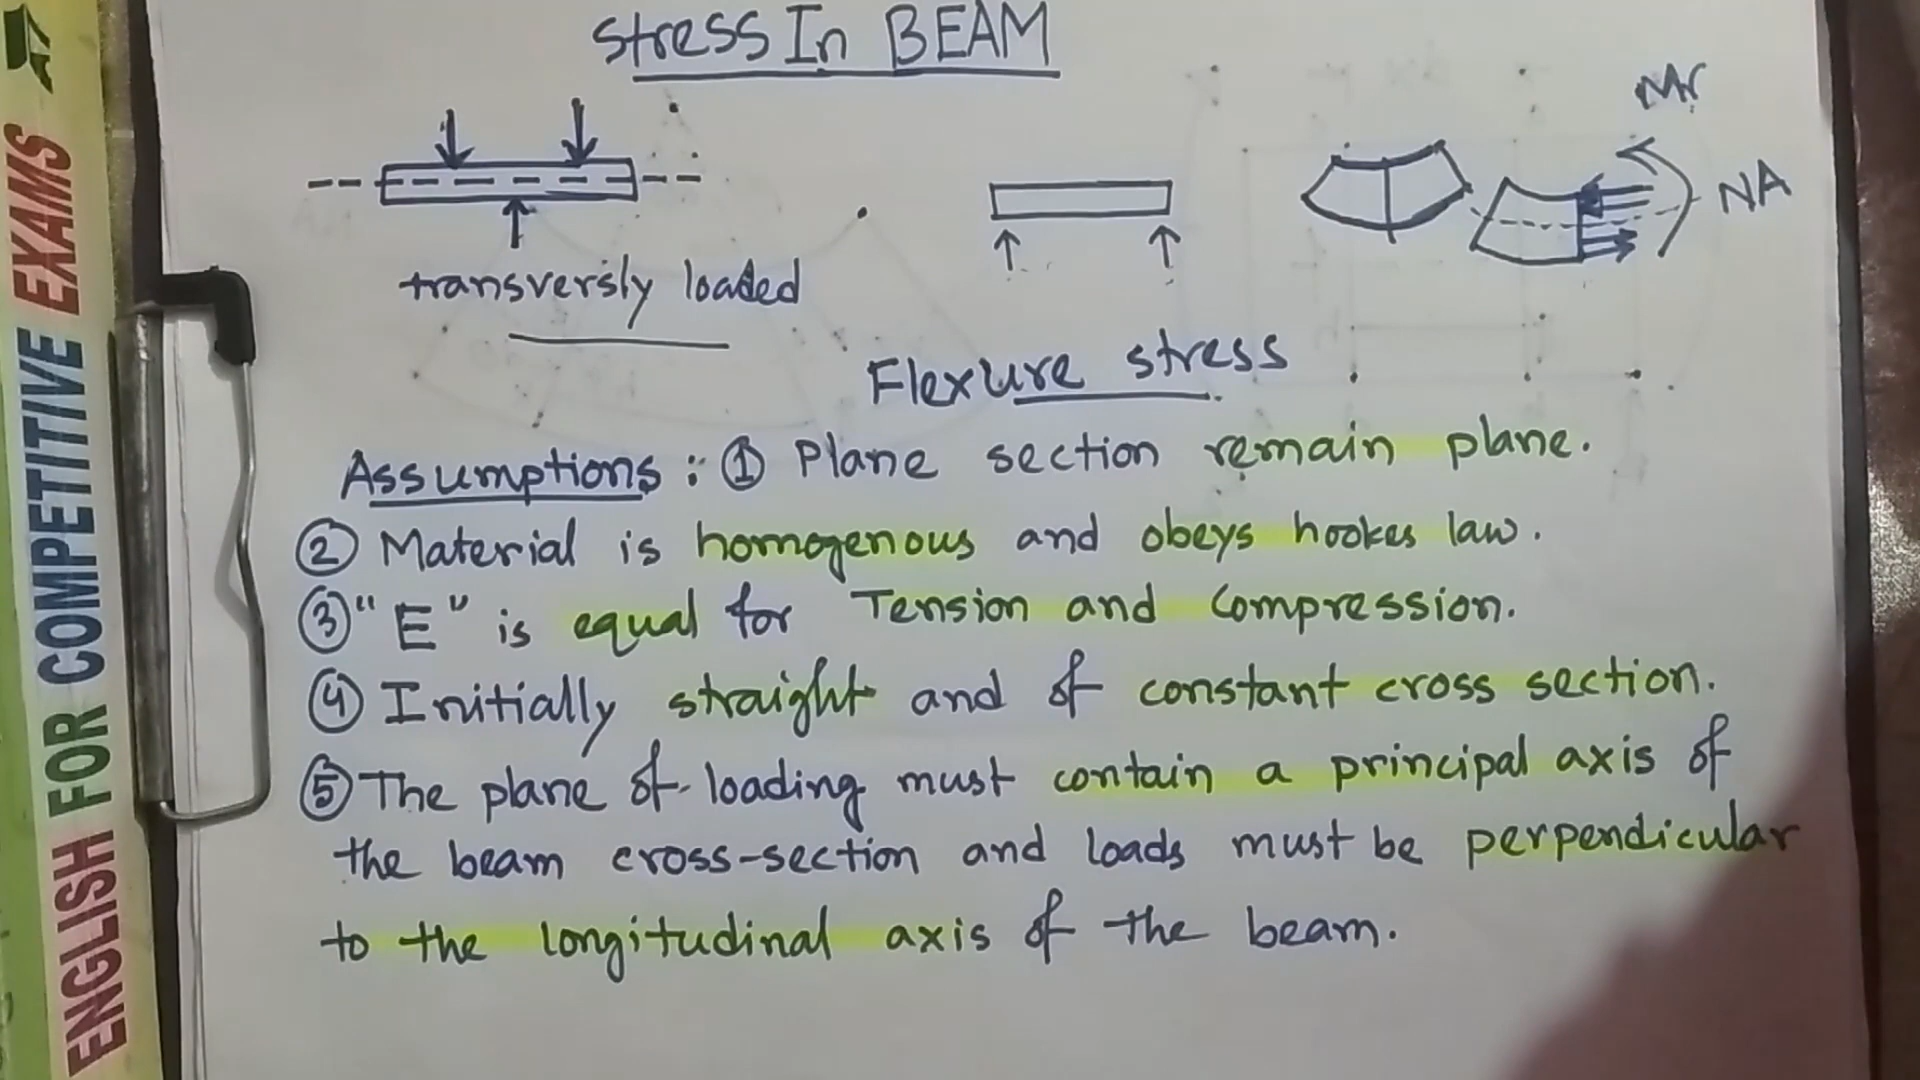 Stress In BEAM
Mr
NA
transversly loaded
Flexure stress
Assumptions : ① Plane section remain plane.
② Material is homogenous and obeys hookes law.
③ "E" is equal for Tension and Compression.
④ Initially straight and of constant cross section.
⑤ The plane of loading must contain a principal axis of
the beam cross-section and loads must be perpendicular
to the longitudinal axis of the beam.
ENGLISH FOR COMPETITIVE EXAMS